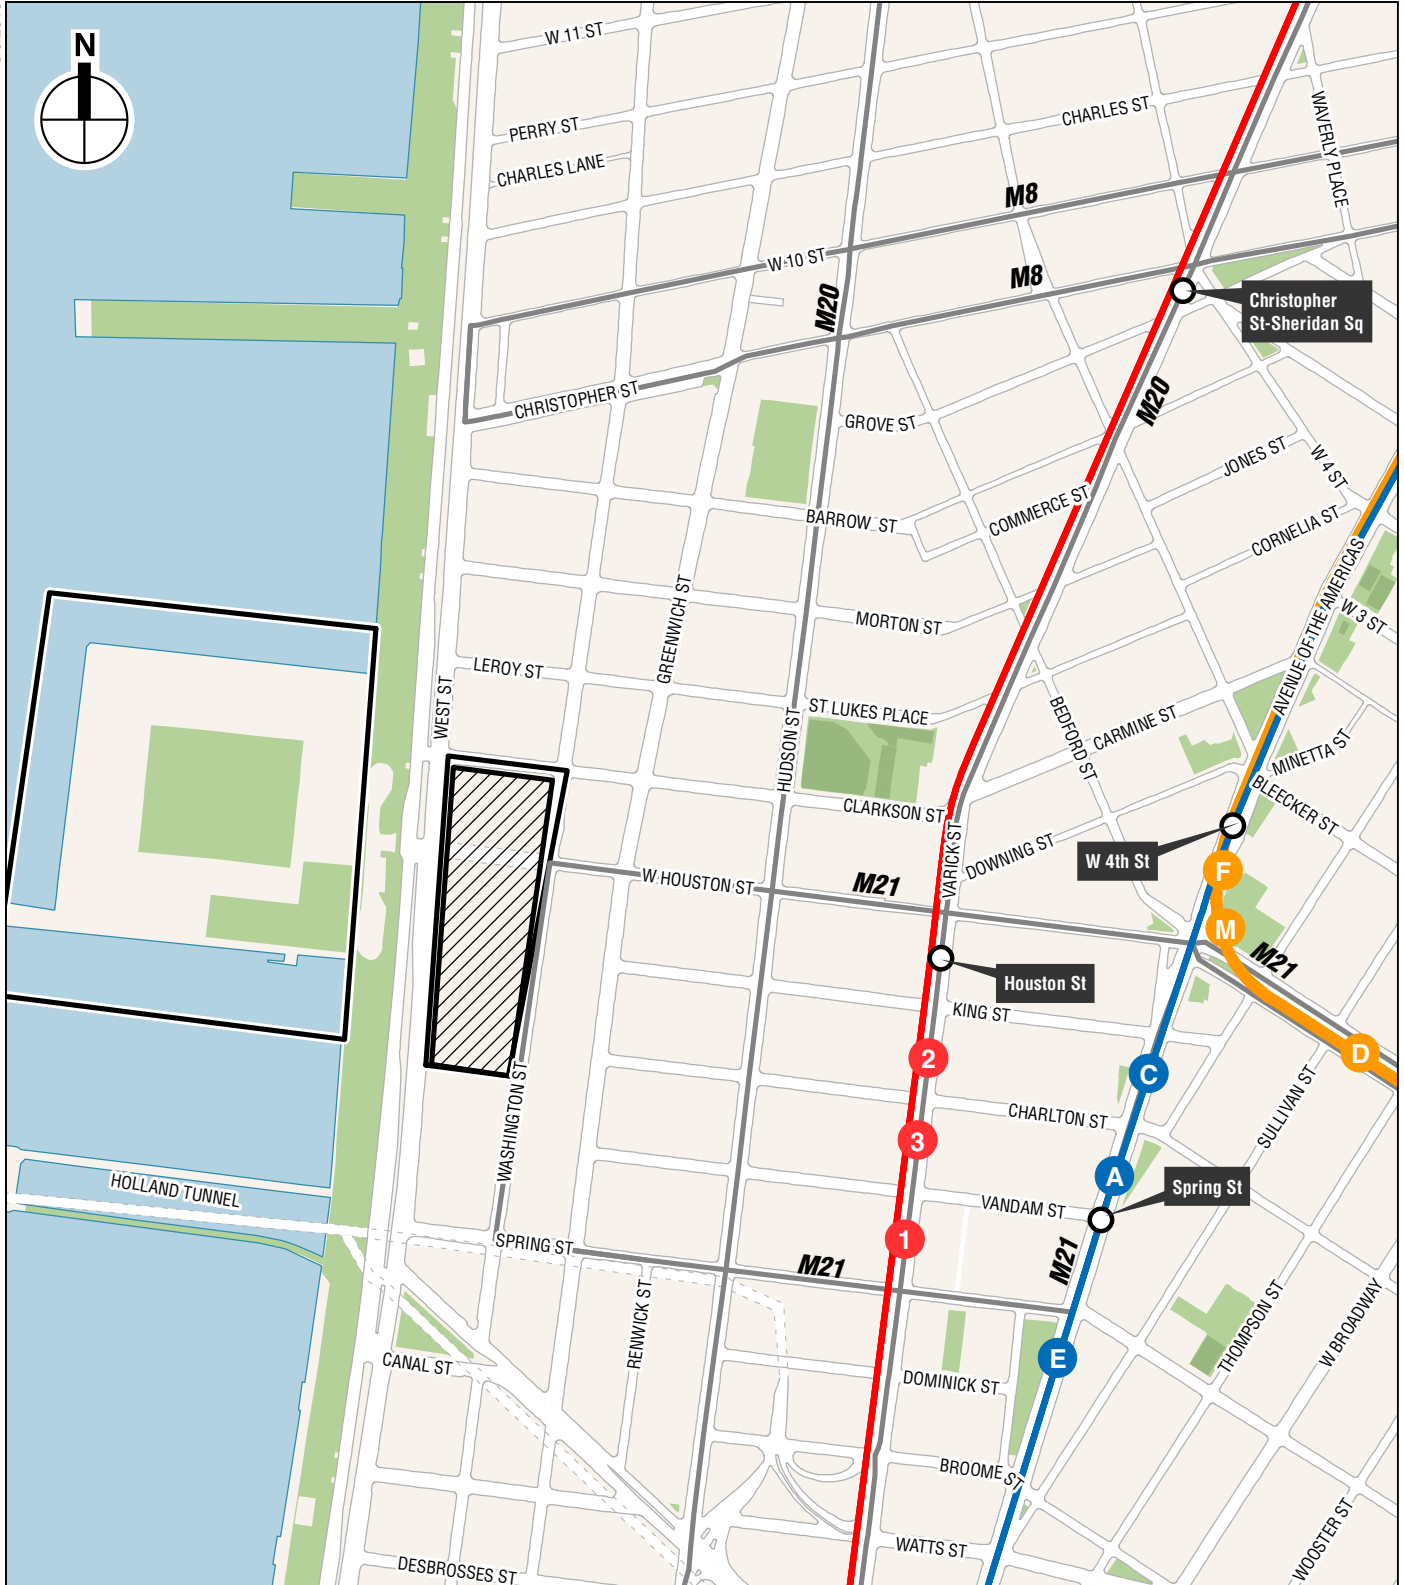 N
W 11 ST
PERRY ST
CHARLES LANE
CHARLES ST
WAVERLY PLACE
M8
W 10 ST
M8
M20
Christopher
St-Sheridan Sq
M20
CHRISTOPHER ST
GROVE ST
JONES ST
W 4 ST
COMMERCE ST
BARROW ST
CORNELIA ST
AVENUE OF THE AMERICAS
W 3 ST
GREENWICH ST
MORTON ST
LEROY ST
WEST ST
ST LUKES PLACE
HUDSON ST
BEDFORD ST
CARMINE ST
MINETTA ST
BLEECKER ST
CLARKSON ST
VARICK ST
DOWNING ST
W 4th St
F
W HOUSTON ST
M21
M
M21
Houston St
KING ST
2
C
D
WASHINGTON ST
CHARLTON ST
SULLIVAN ST
3
A
HOLLAND TUNNEL
VANDAM ST
Spring St
1
SPRING ST
M21
M21
RENWICK ST
THOMPSON ST
W BROADWAY
CANAL ST
E
DOMINICK ST
BROOME ST
WATTS ST
WOOSTER ST
DESBROSSES ST